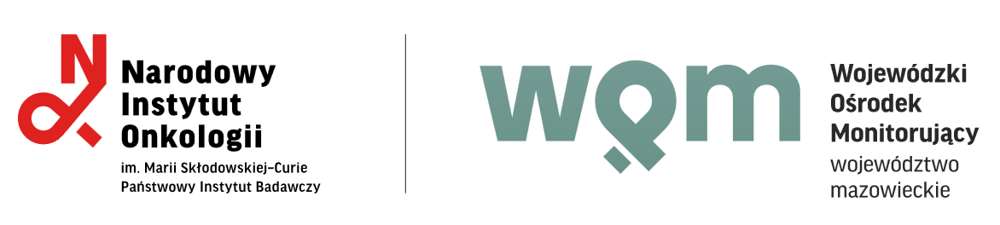 Narodowy
Instytut
Onkologii
im. Marii Skłodowskiej-Curie
Państwowy Instytut Badawczy
wom
Wojewódzki
Ośrodek
Monitorujący
województwo
mazowieckie